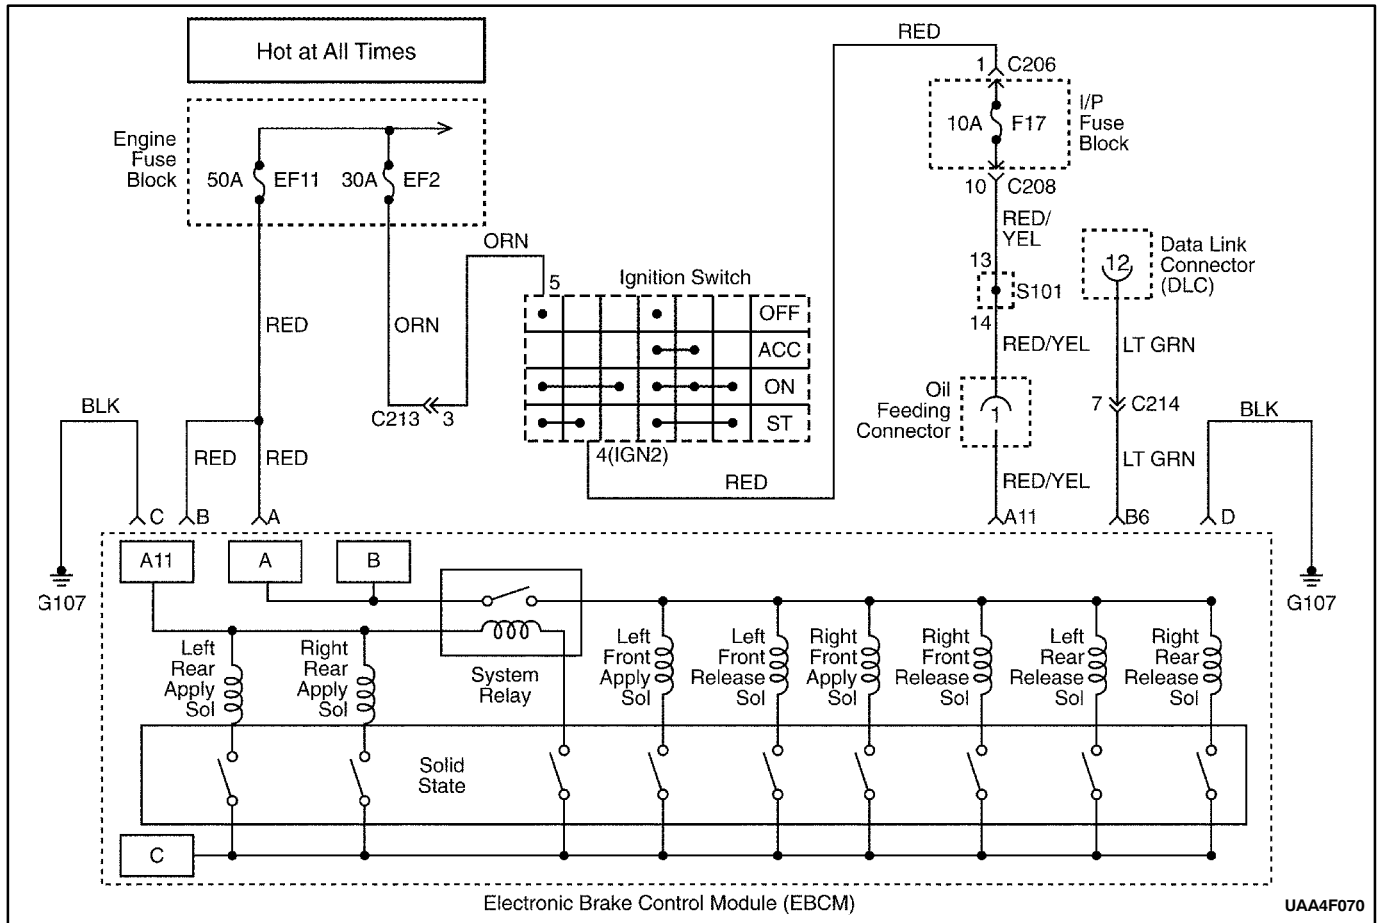 Hot at All Times
RED
1 C206
Engine
Fuse
Block
50A EF11
30A EF2
10A F17
I/P
Fuse
Block
10 C208
RED/
YEL
ORN
5
Ignition Switch
OFF
ACC
ON
ST
4(IGN2)
RED
13
S101
14
12
Data Link
Connector
(DLC)
RED
ORN
C213 3
RED/YEL
LT GRN
Oil
Feeding
Connector
1
7 C214
BLK
RED
RED
RED/YEL
LT GRN
BLK
C
B
A
A11
B6
D
G107
G107
A11
A
B
System
Relay
Left
Rear
Apply
Sol
Right
Rear
Apply
Sol
Left
Front
Apply
Sol
Left
Front
Release
Sol
Right
Front
Apply
Sol
Right
Front
Release
Sol
Left
Rear
Release
Sol
Right
Rear
Release
Sol
Solid
State
C
Electronic Brake Control Module (EBCM)
UAA4F070